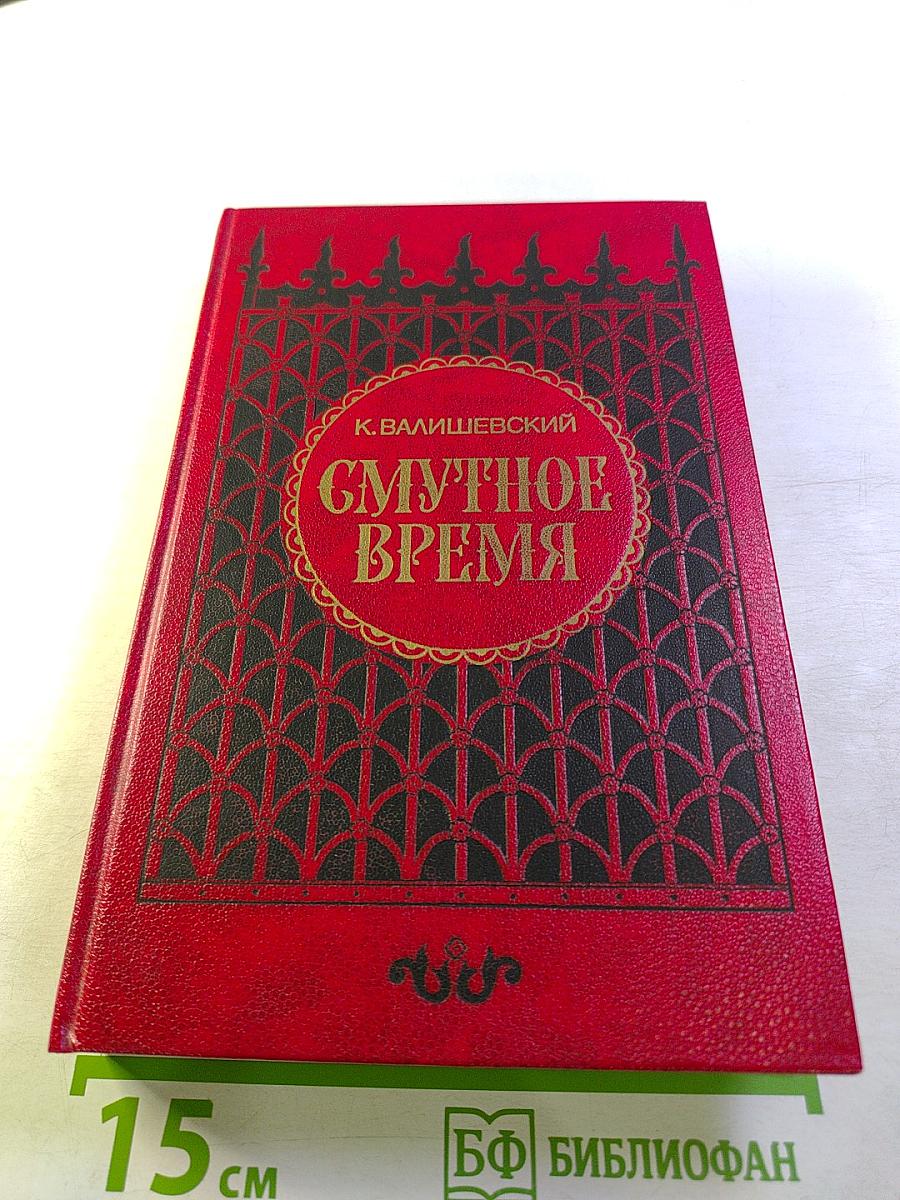 К. ВАЛИШЕВСКИЙ
СМУТНОЕ
ВРЕМЯ
15 см
БФ БИБЛИОФАН